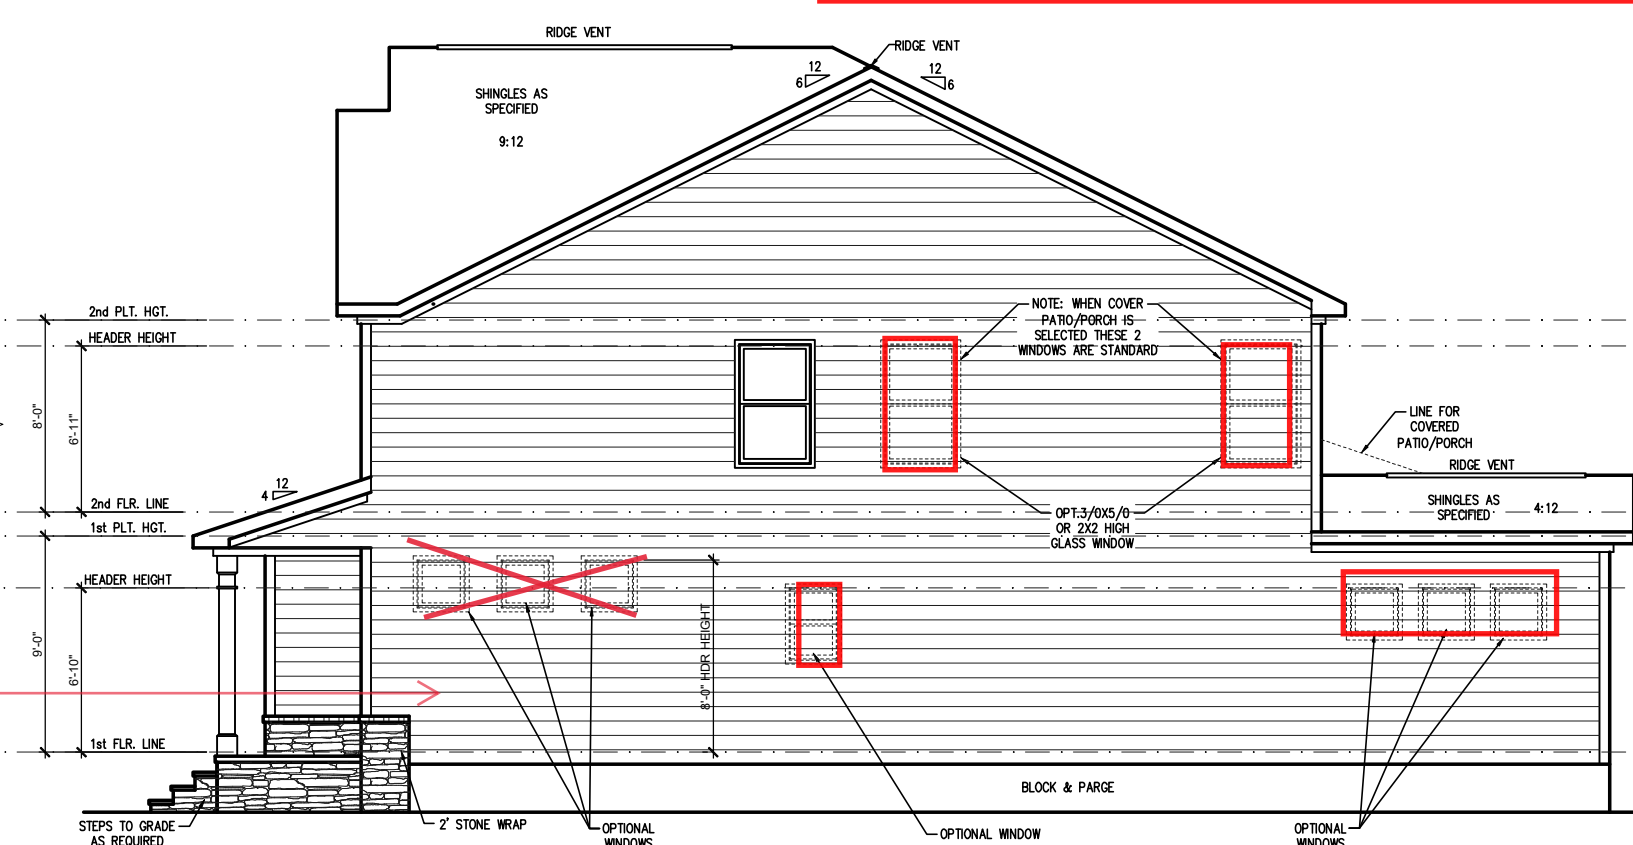 RIDGE VENT
RIDGE VENT
12
6
12
6
SHINGLES AS
SPECIFIED
9:12
2nd PLT. HGT.
HEADER HEIGHT
NOTE: WHEN COVER
PATIO/PORCH IS
SELECTED THESE 2
WINDOWS ARE STANDARD
8'-0"
6'-11"
LINE FOR
COVERED
PATIO/PORCH
RIDGE VENT
12
4
SHINGLES AS
SPECIFIED
4:12
2nd FLR. LINE
1st PLT. HGT.
OPT.3/0X5/0
OR 2X2 HIGH
GLASS WINDOW
HEADER HEIGHT
9'-0"
6'-10"
8'-0" HDR HEIGHT
1st FLR. LINE
BLOCK & PARGE
STEPS TO GRADE
AS REQUIRED
2' STONE WRAP
OPTIONAL
WINDOWS
OPTIONAL WINDOW
OPTIONAL
WINDOWS